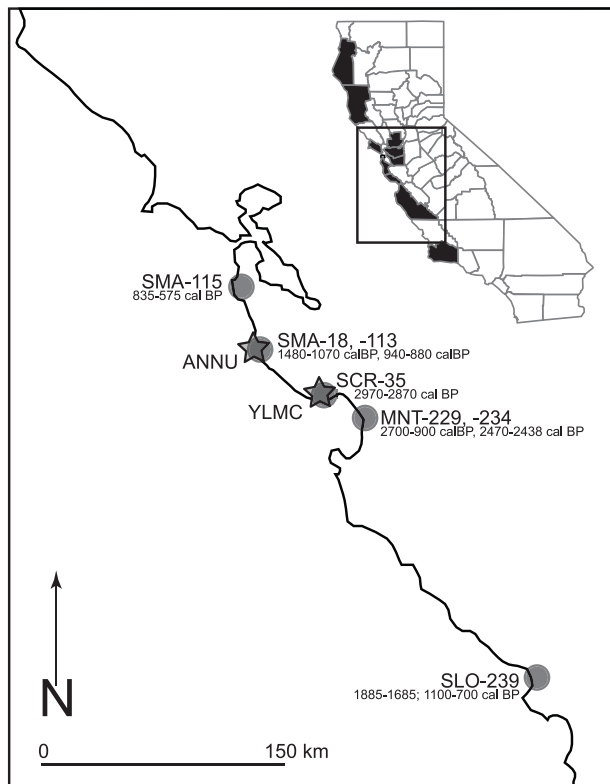 SMA-115
835-575 cal BP
SMA-18, -113
1480-1070 calBP, 940-880 calBP
ANNU
SCR-35
2970-2870 cal BP
YLMC
MNT-229, -234
2700-900 calBP, 2470-2438 cal BP
SLO-239
1885-1685; 1100-700 cal BP
N
0
150 km